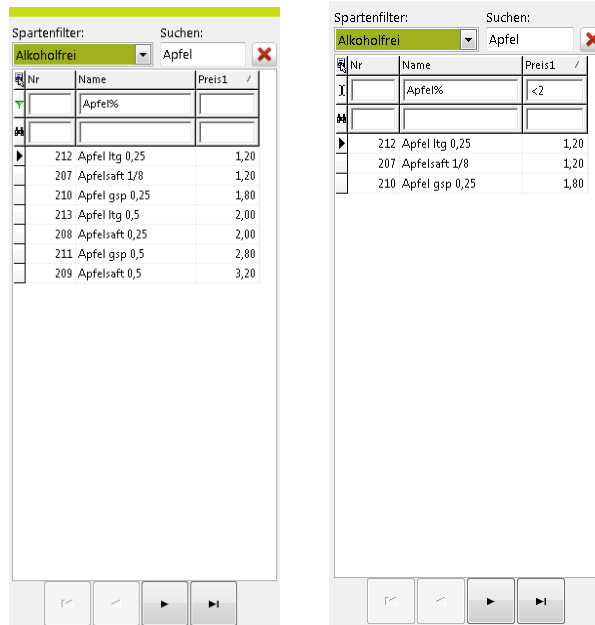 Spartenfilter: Suchen:
Alkoholfrei Apfel
Nr Name Preis1
Apfel%
212 Apfel ltg 0,25 1,20
207 Apfelsaft 1/8 1,20
210 Apfel gsp 0,25 1,80
213 Apfel ltg 0,5 2,00
208 Apfelsaft 0,25 2,00
211 Apfel gsp 0,5 2,80
209 Apfelsaft 0,5 3,20
Spartenfilter: Suchen:
Alkoholfrei Apfel
Nr Name Preis1
Apfel% <2
212 Apfel ltg 0,25 1,20
207 Apfelsaft 1/8 1,20
210 Apfel gsp 0,25 1,80